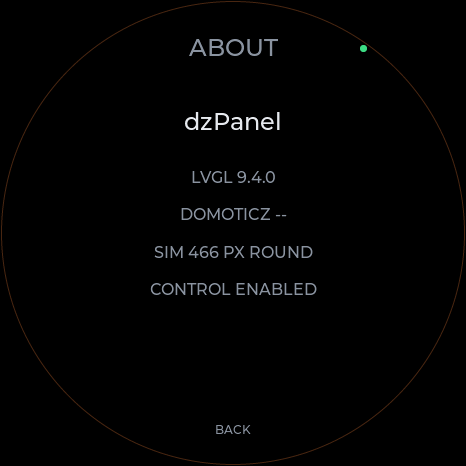 ABOUT
dzPanel
LVGL 9.4.0
DOMOTICZ --
SIM 466 PX ROUND
CONTROL ENABLED
BACK